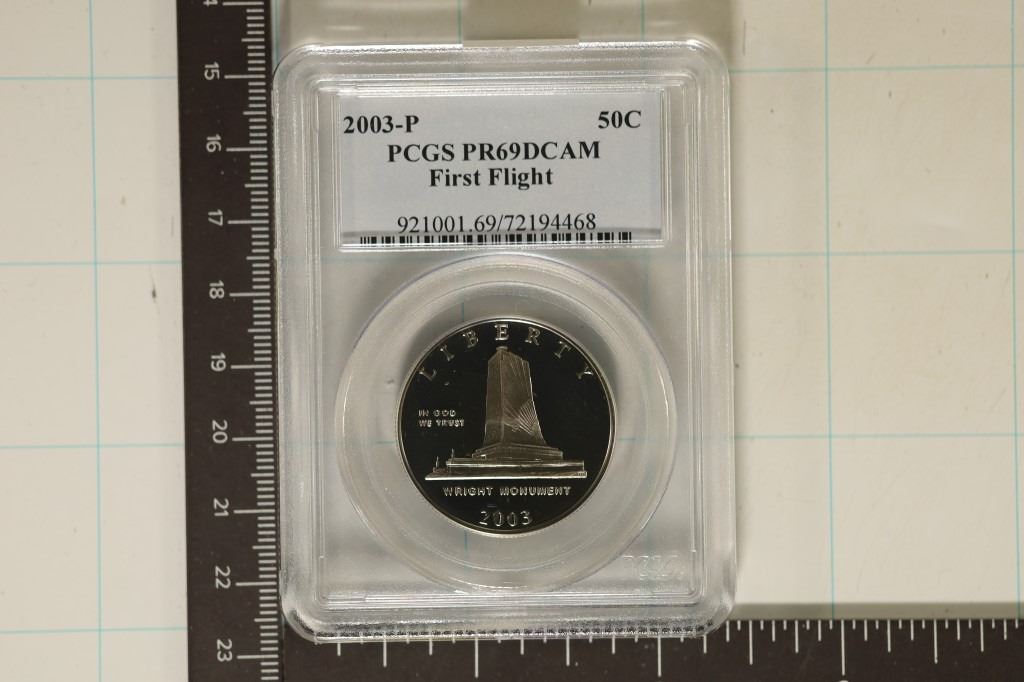 2003-P 50C
PCGS PR69DCAM
First Flight
921001.69/72194468
LIBERTY
IN GOD
WE TRUST
WRIGHT MONUMENT
2003
15
16
17
18
19
20
21
22
23